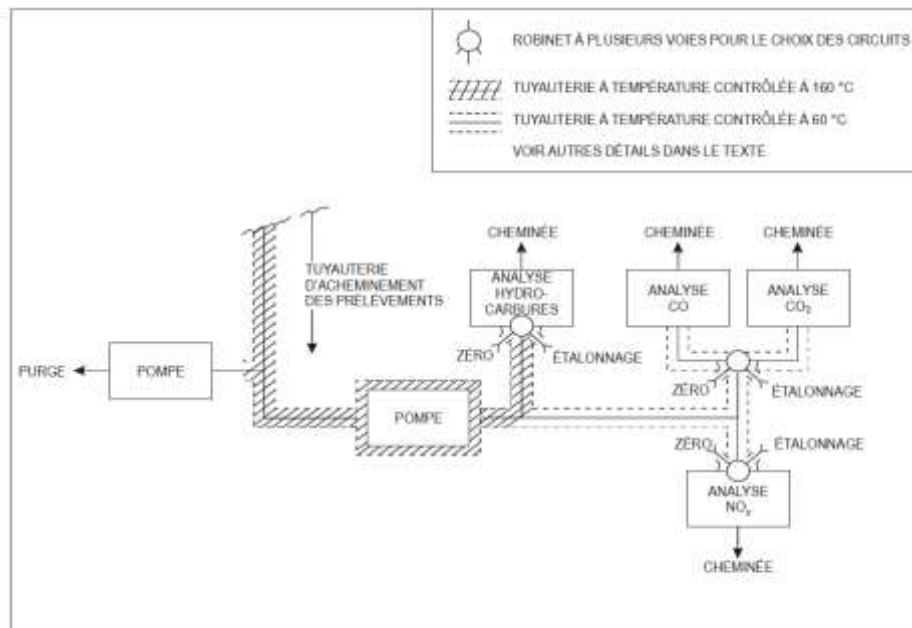 ROBINET À PLUSIEURS VOIES POUR LE CHOIX DES CIRCUITS
TUYAUTERIE À TEMPÉRATURE CONTRÔLÉE À 160 °C
TUYAUTERIE À TEMPÉRATURE CONTRÔLÉE À 60 °C
VOIR AUTRES DÉTAILS DANS LE TEXTE
CHEMINÉE
CHEMINÉE
CHEMINÉE
TUYAUTERIE
D'ACHEMINEMENT
DES PRÉLÈVEMENTS
ANALYSE
HYDRO-
CARBURES
ANALYSE
CO
ANALYSE
CO₂
ZÉRO
ÉTALONNAGE
PURGE
POMPE
ZÉRO
ÉTALONNAGE
POMPE
ZÉRO
ÉTALONNAGE
ANALYSE
NOₓ
CHEMINÉE